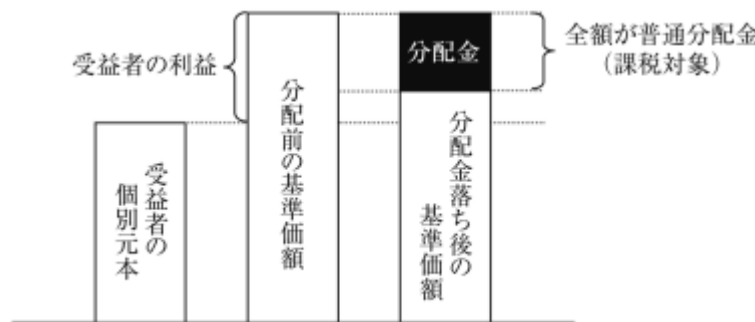 受益者の利益
分配金
全額が普通分配金
(課税対象)
受益者の
個別元本
分配前の基準価額
分配金落ち後の
基準価額